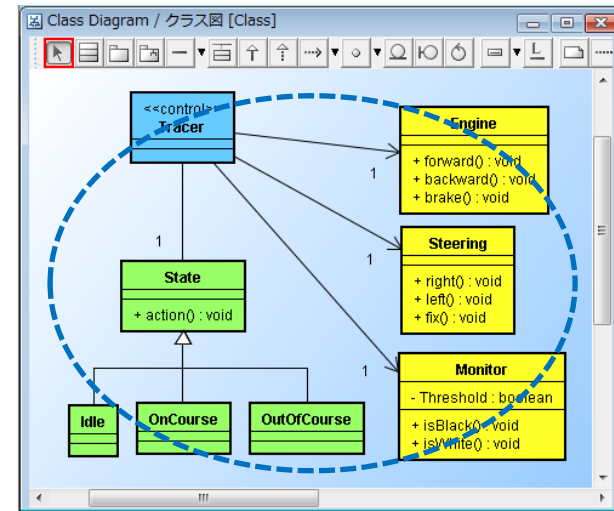 Class Diagram / クラス図 [Class]
<<control>>
Tracer
Engine
+ forward() : void
+ backward() : void
+ brake() : void
1
Steering
+ right() : void
+ left() : void
+ fix() : void
1
1
State
+ action() : void
Monitor
- Threshold : boolean
+ isBlack() : void
+ isWhite() : void
1
Idle
OnCourse
OutOfCourse